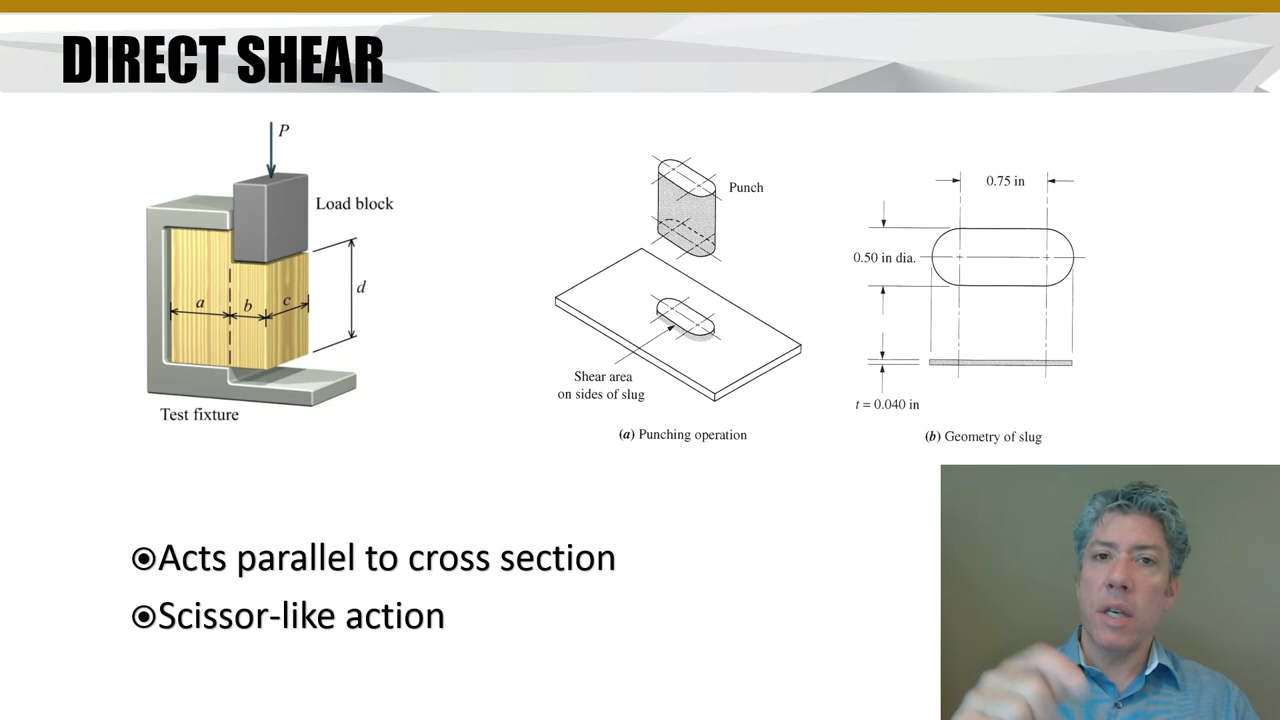 DIRECT SHEAR
P
Load block
a
b
c
d
Test fixture
Punch
Shear area
on sides of slug
(a) Punching operation
0.75 in
0.50 in dia.
t = 0.040 in
(b) Geometry of slug
Acts parallel to cross section
Scissor-like action